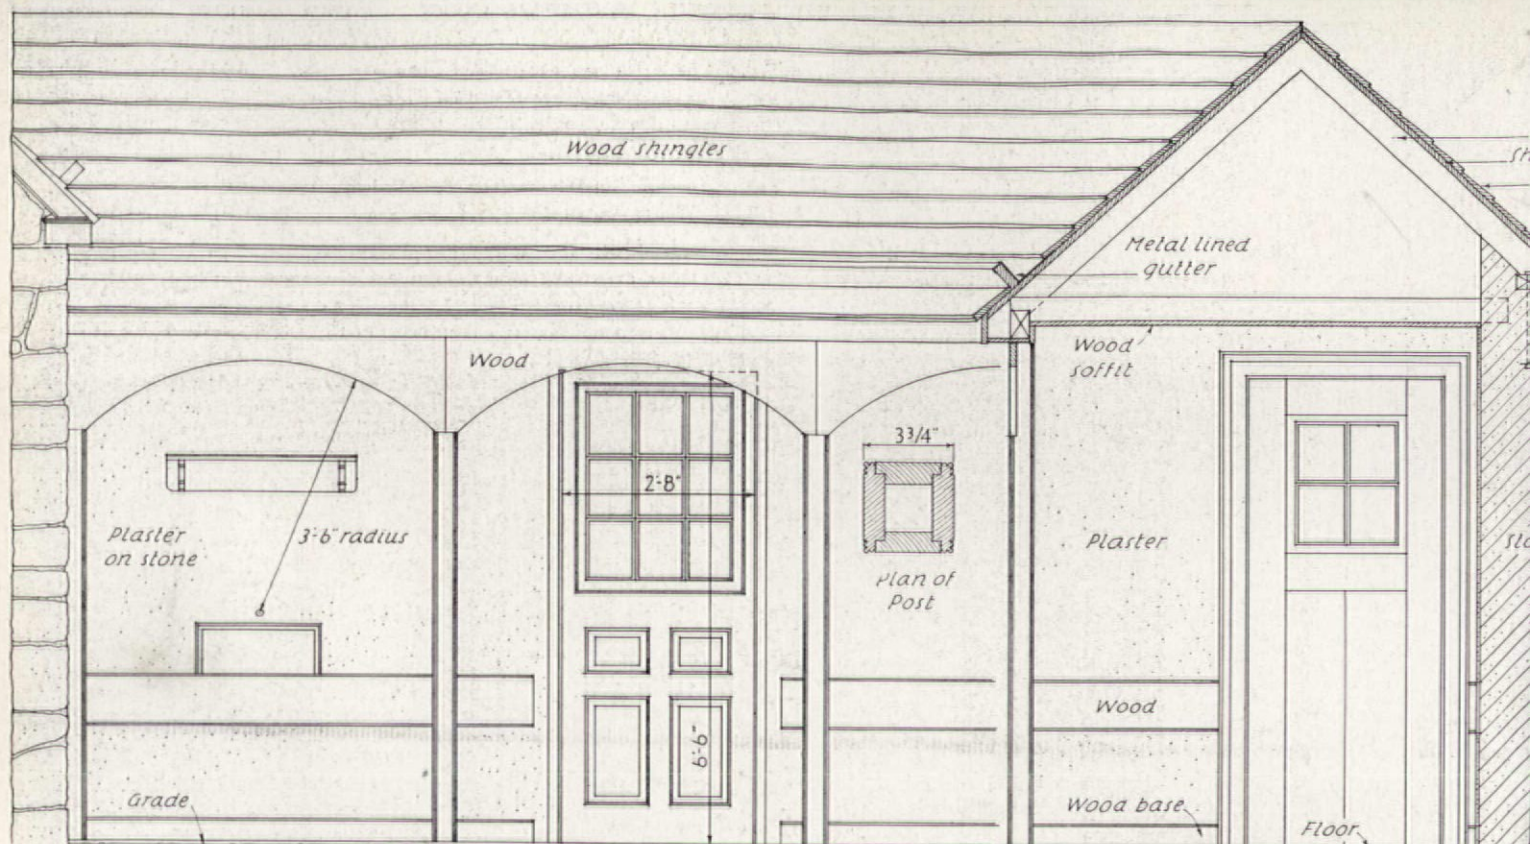 Wood shingles
Metal lined
gutter
Wood
soffit
Wood
3 3/4"
2'-8"
Plaster
on stone
3'-6" radius
Plan of
Post
Plaster
6'-6"
Wood
Grade
Wood base
Floor